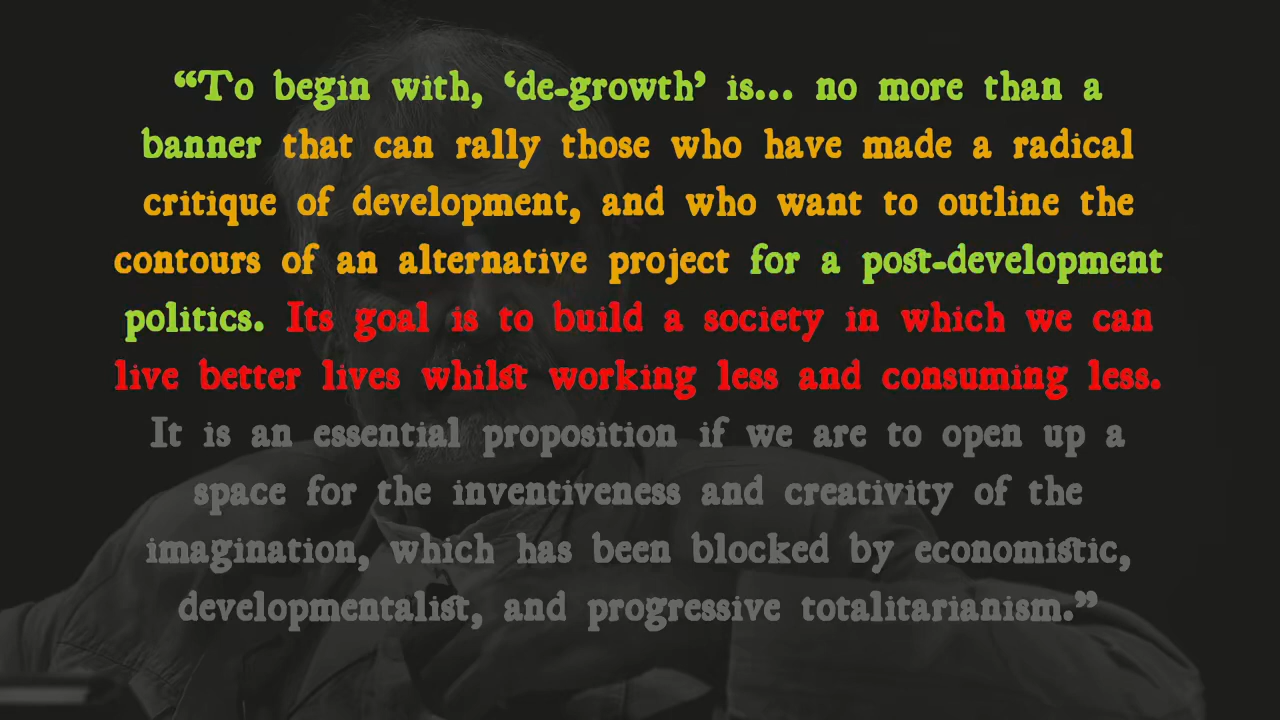 “To begin with, ‘de-growth’ is... no more than a
banner that can rally those who have made a radical
critique of development, and who want to outline the
contours of an alternative project for a post-development
politics. Its goal is to build a society in which we can
live better lives whilst working less and consuming less.
It is an essential proposition if we are to open up a
space for the inventiveness and creativity of the
imagination, which has been blocked by economistic,
developmentalist, and progressive totalitarianism.”